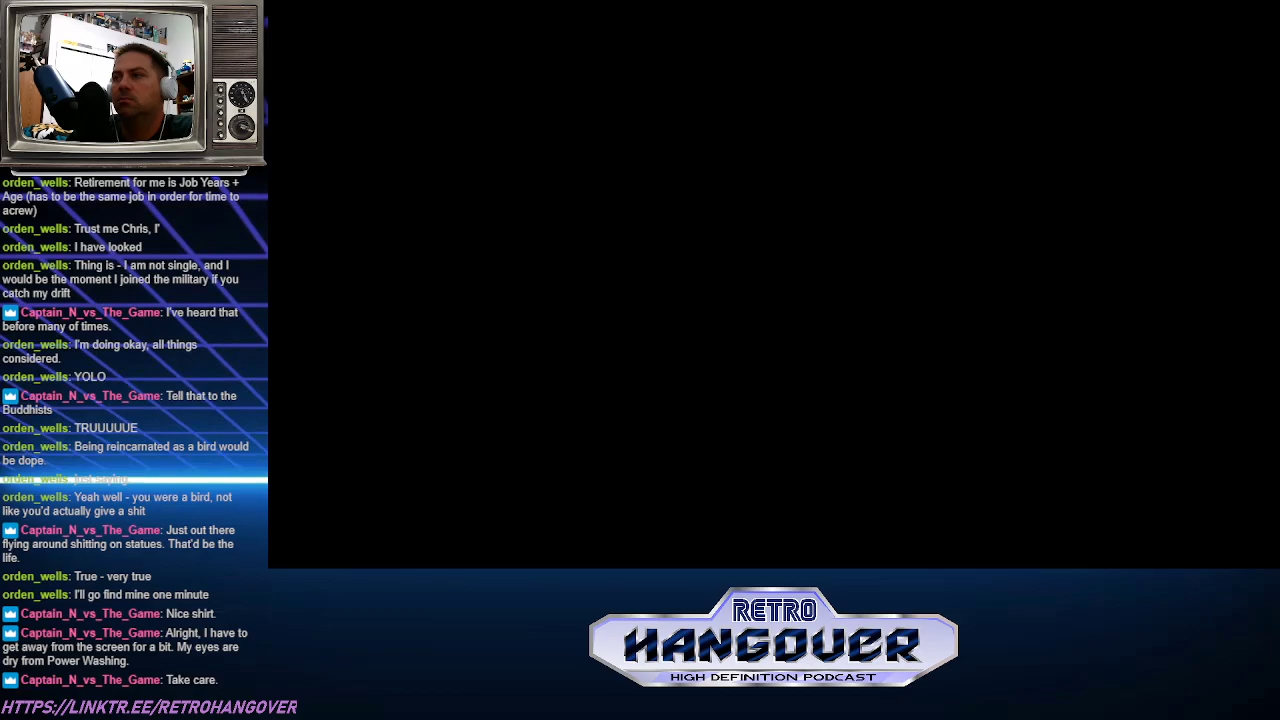 orden_wells: Retirement for me is Job Years +
Age (has to be the same job in order for time to
acrew)
orden_wells: Trust me Chris, I'
orden_wells: I have looked
orden_wells: Thing is - I am not single, and I
would be the moment I joined the military if you
catch my drift
Captain_N_vs_The_Game: I've heard that
before many of times.
orden_wells: I'm doing okay, all things
considered.
orden_wells: YOLO
Captain_N_vs_The_Game: Tell that to the
Buddhists
orden_wells: TRUUUUUE
orden_wells: Being reincarnated as a bird would
be dope.
orden_wells: just saying
orden_wells: Yeah well - you were a bird, not
like you'd actually give a shit
Captain_N_vs_The_Game: Just out there
flying around shitting on statues. That'd be the
life.
orden_wells: True - very true
orden_wells: I'll go find mine one minute
Captain_N_vs_The_Game: Nice shirt.
Captain_N_vs_The_Game: Alright, I have to
get away from the screen for a bit. My eyes are
dry from Power Washing.
Captain_N_vs_The_Game: Take care.
HTTPS://LINKTR.EE/RETROHANGOVER
RETRO
HANGOVER
HIGH DEFINITION PODCAST